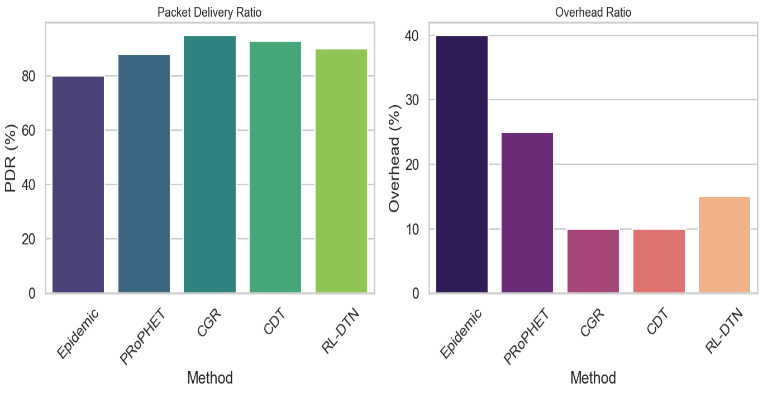 Packet Delivery Ratio
PDR (%)
80
60
40
20
0
Epidemic
PRoPHET
CGR
CDT
RL-DTN
Method
Overhead Ratio
Overhead (%)
40
30
20
10
0
Epidemic
PRoPHET
CGR
CDT
RL-DTN
Method